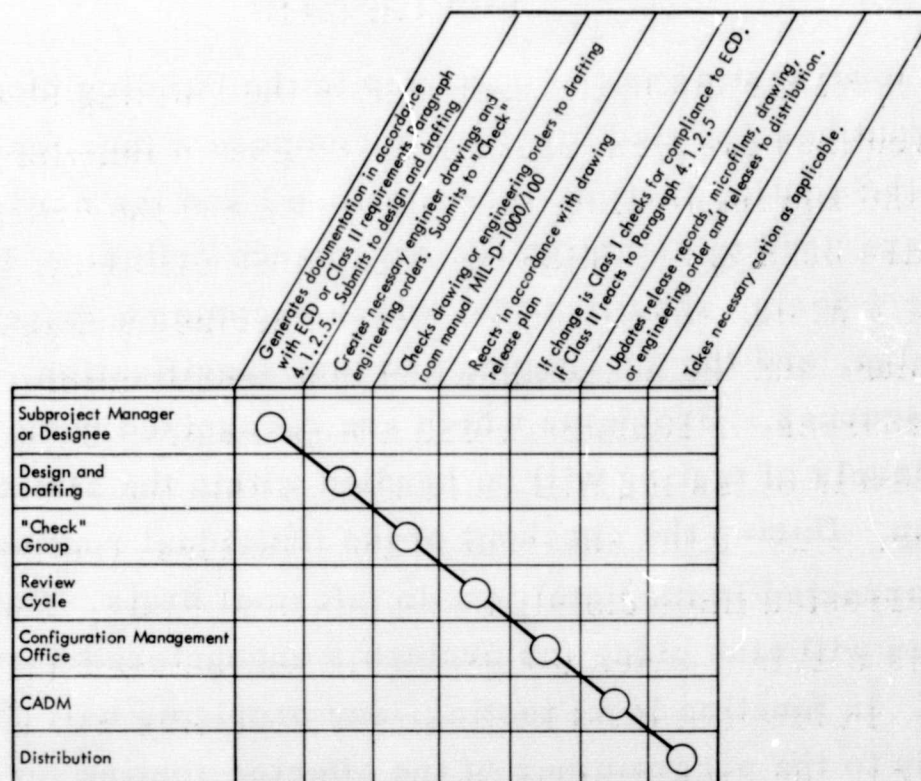 Generates documentation in accordance
with ECD or Class II requirements paragraph
4.1.2.5. Submits to design and drafting
Creates necessary engineer drawings and
engineering orders. Submits to "Check".
Checks drawing or engineering orders to drafting
room manual MIL-D-1000/100
Reacts in accordance with drawing
release plan
If change is Class I checks for compliance to ECD.
If Class II reacts to Paragraph 4.1.2.5
Updates release records, microfilms, drawing,
or engineering order and releases to distribution.
Takes necessary action as applicable.
Subproject Manager
or Designee
Design and
Drafting
"Check"
Group
Review
Cycle
Configuration Management
Office
CADM
Distribution